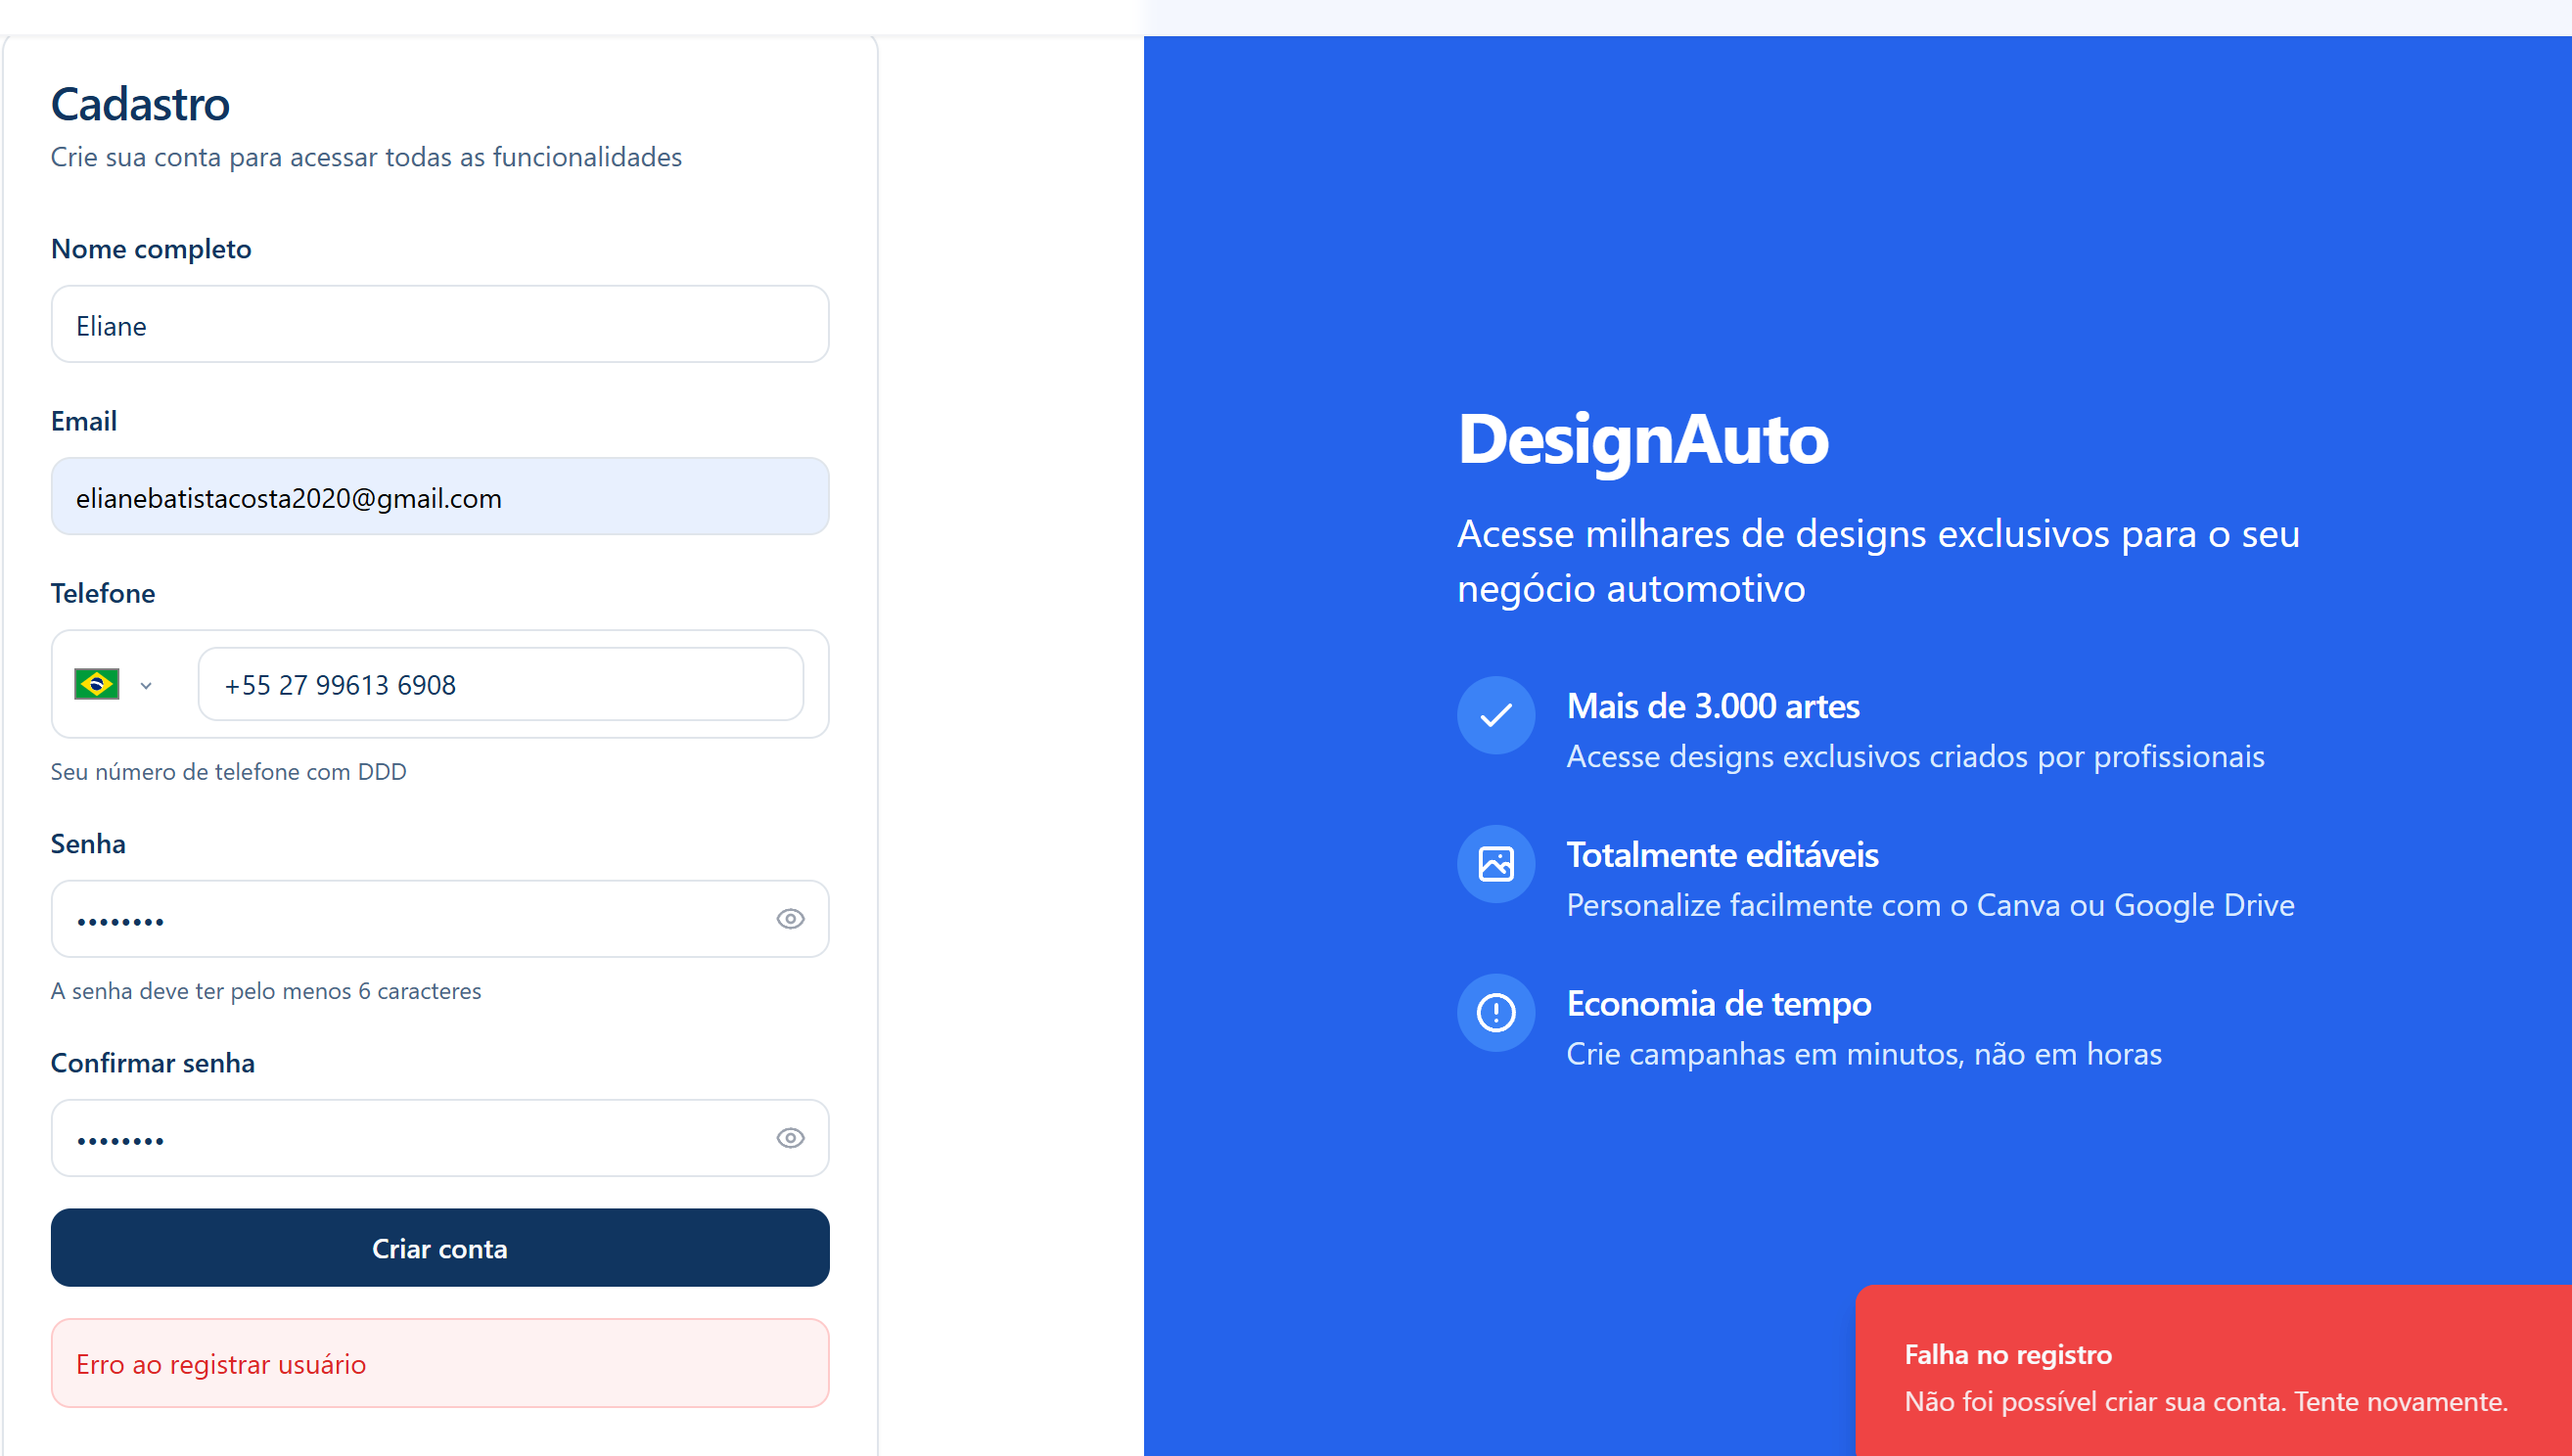 Cadastro
Crie sua conta para acessar todas as funcionalidades
Nome completo
Eliane
Email
elianebatistacosta2020@gmail.com
Telefone
+55 27 99613 6908
Seu número de telefone com DDD
Senha
••••••••
A senha deve ter pelo menos 6 caracteres
Confirmar senha
••••••••
Criar conta
Erro ao registrar usuário
DesignAuto
Acesse milhares de designs exclusivos para o seu
negócio automotivo
Mais de 3.000 artes
Acesse designs exclusivos criados por profissionais
Totalmente editáveis
Personalize facilmente com o Canva ou Google Drive
Economia de tempo
Crie campanhas em minutos, não em horas
Falha no registro
Não foi possível criar sua conta. Tente novamente.